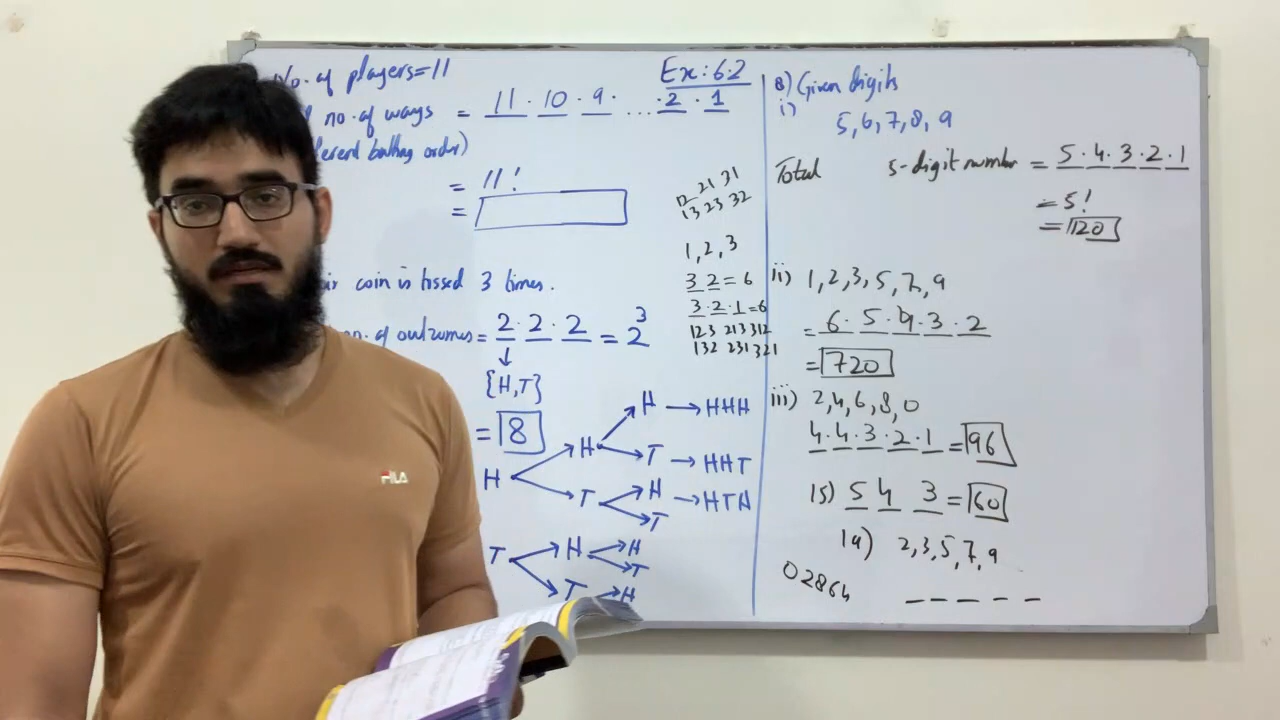 No. of players = 11
Ex: 6.2
no. of ways = 11 · 10 · 9 · ... · 2 · 1
batting order)
= 11!
=
12 21 31
13 23 32
1, 2, 3
3 2 = 6
3 · 2 · 1 = 6
123 213 312
132 231 321
coin is tossed 3 times.
no. of outcomes = 2 · 2 · 2 = 2³
{H,T}
= 8
H H H → HHH
T → HHT
T H → HTH
T
T H H
T
T H
8) Given digits
i)
5, 6, 7, 8, 9
Total 5-digit number = 5 · 4 · 3 · 2 · 1
= 5!
= 120
ii) 1, 2, 3, 5, 7, 9
= 6 · 5 · 4 · 3 · 2
= 720
iii) 2, 4, 6, 8, 0
4 · 4 · 3 · 2 · 1 = 96
15) 5 4 3 = 60
19) 2, 3, 5, 7, 9
02864
FILA